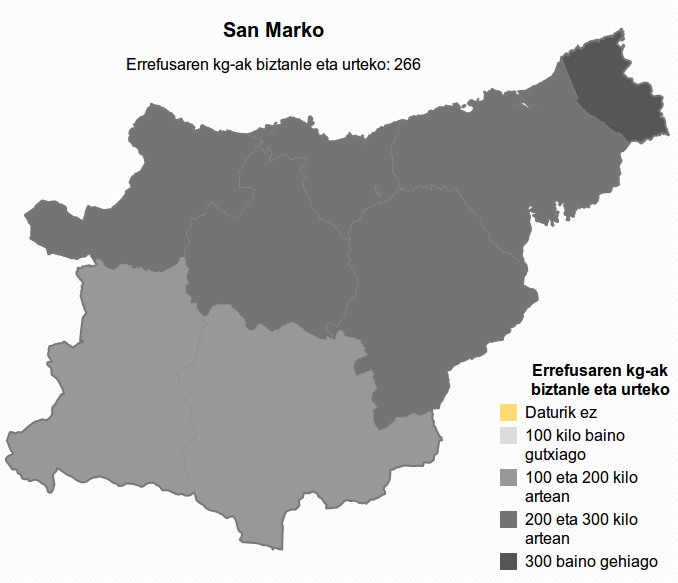 San Marko
Errefusaren kg-ak biztanle eta urteko: 266
Errefusaren kg-ak
biztanle eta urteko
Daturik ez
100 kilo baino
gutxiago
100 eta 200 kilo
artean
200 eta 300 kilo
artean
300 baino gehiago